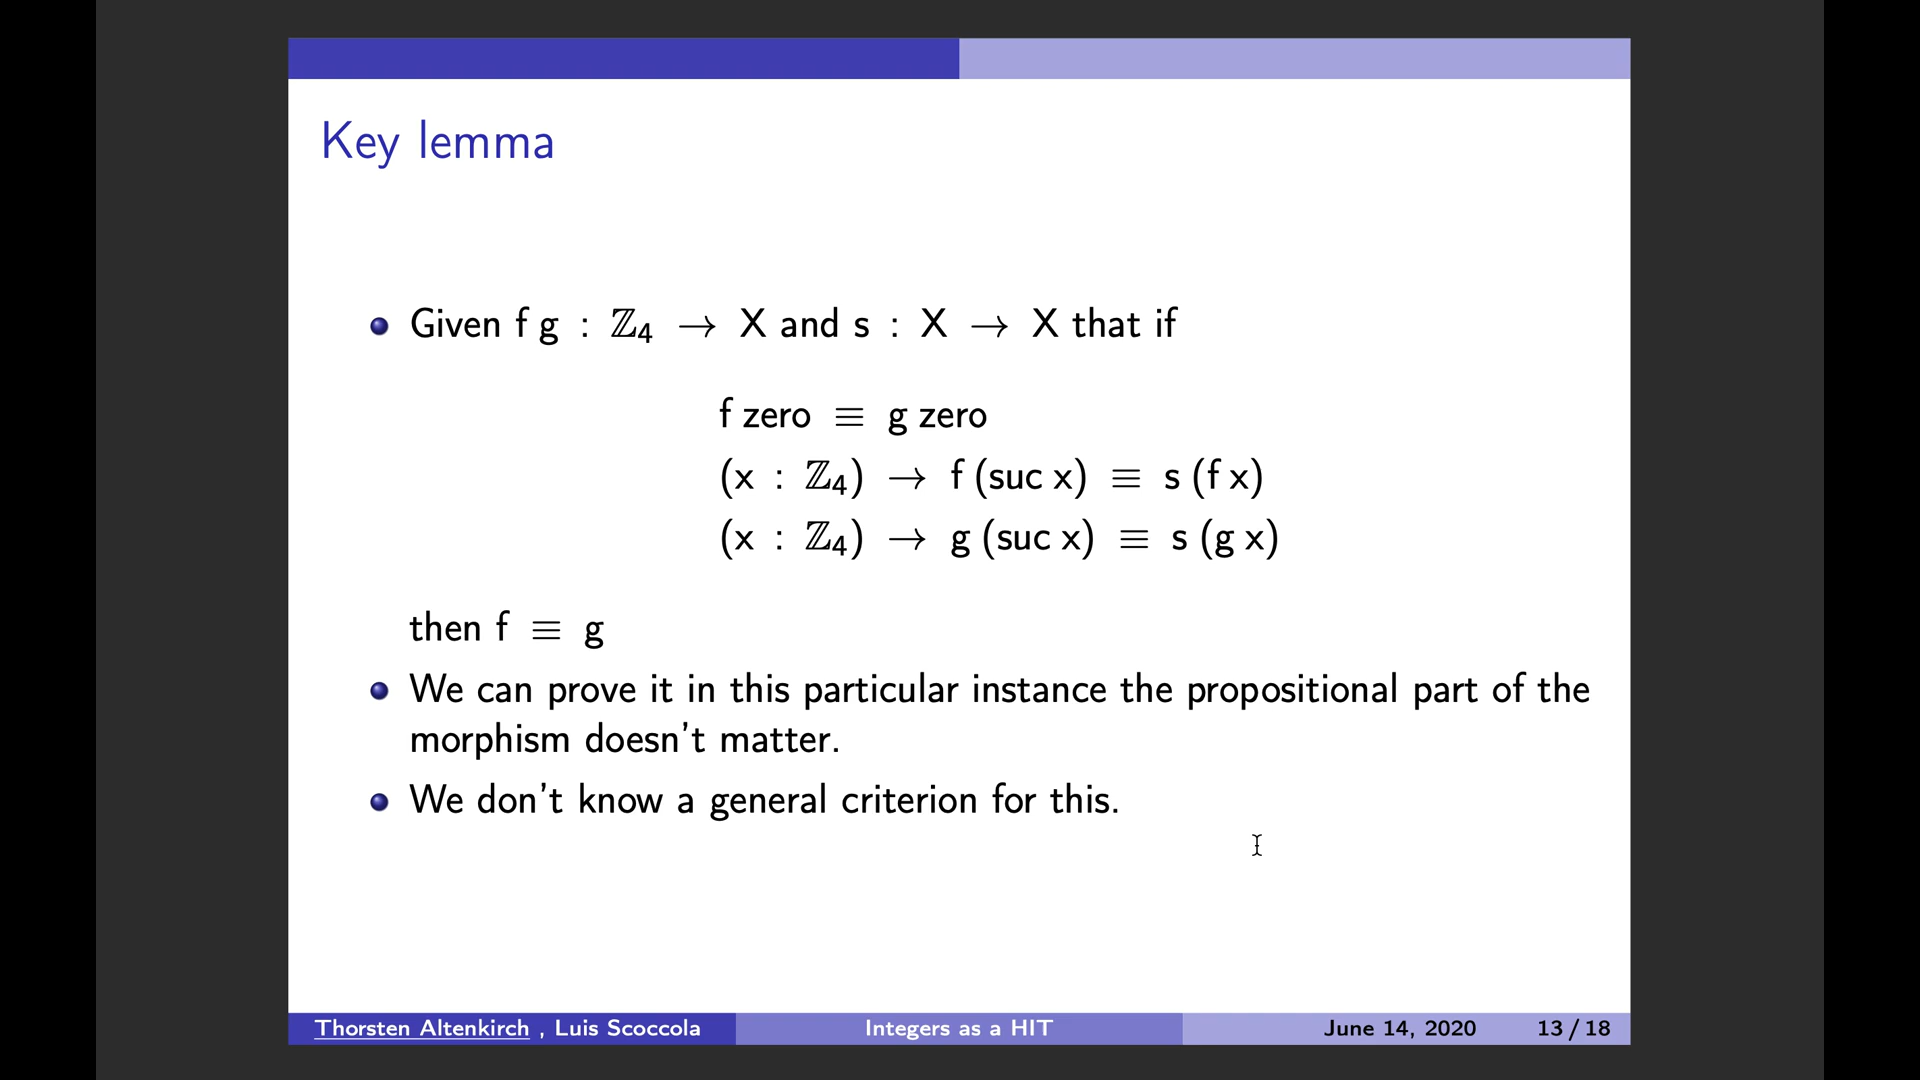 Key lemma
Given f g : ℤ₄ → X and s : X → X that if
f zero ≡ g zero
(x : ℤ₄) → f (suc x) ≡ s (f x)
(x : ℤ₄) → g (suc x) ≡ s (g x)
then f ≡ g
We can prove it in this particular instance the propositional part of the
morphism doesn't matter.
We don't know a general criterion for this.
Thorsten Altenkirch , Luis Scoccola Integers as a HIT June 14, 2020 13 / 18